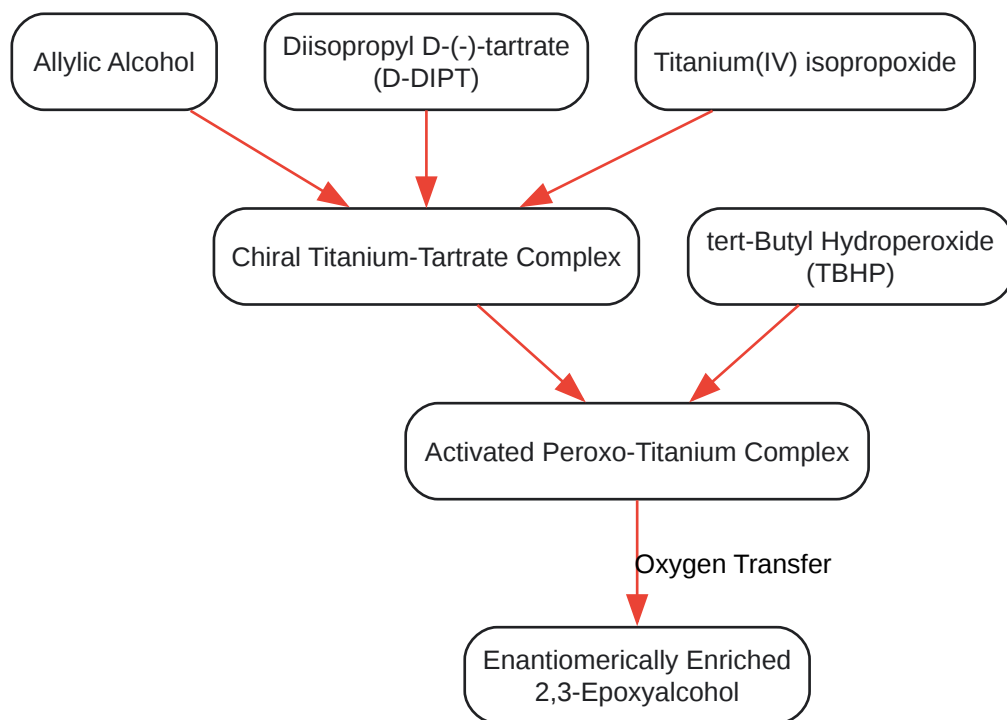 Allylic Alcohol
Diisopropyl D-(-)-tartrate
(D-DIPT)
Titanium(IV) isopropoxide
Chiral Titanium-Tartrate Complex
tert-Butyl Hydroperoxide
(TBHP)
Activated Peroxo-Titanium Complex
Oxygen Transfer
Enantiomerically Enriched
2,3-Epoxyalcohol